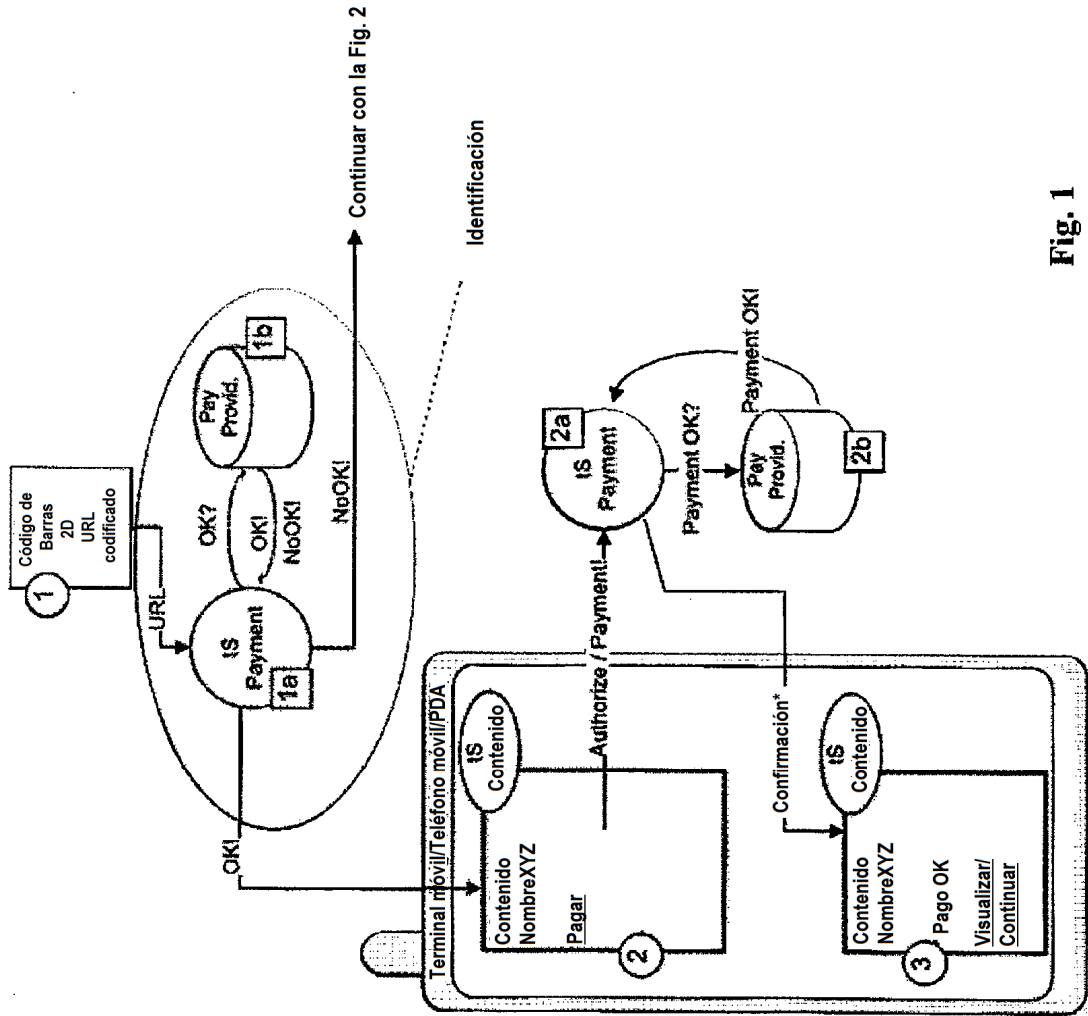 Código de
Barras
2D
URL
codificado
1
URL
tS
Payment
1a
OK?
OK!
NoOK!
Pay
Provid.
1b
NoOK!
Continuar con la Fig. 2
Identificación
OK!
Terminal móvil/Teléfono móvil/PDA
Contenido
NombreXYZ
Pagar
2
tS
Contenido
Authorize / Payment!
tS
Payment
2a
Payment OK?
Payment OK!
Pay
Provid.
2b
Confirmación*
Contenido
NombreXYZ
Pago OK
Visualizar/
Continuar
3
tS
Contenido
Fig. 1